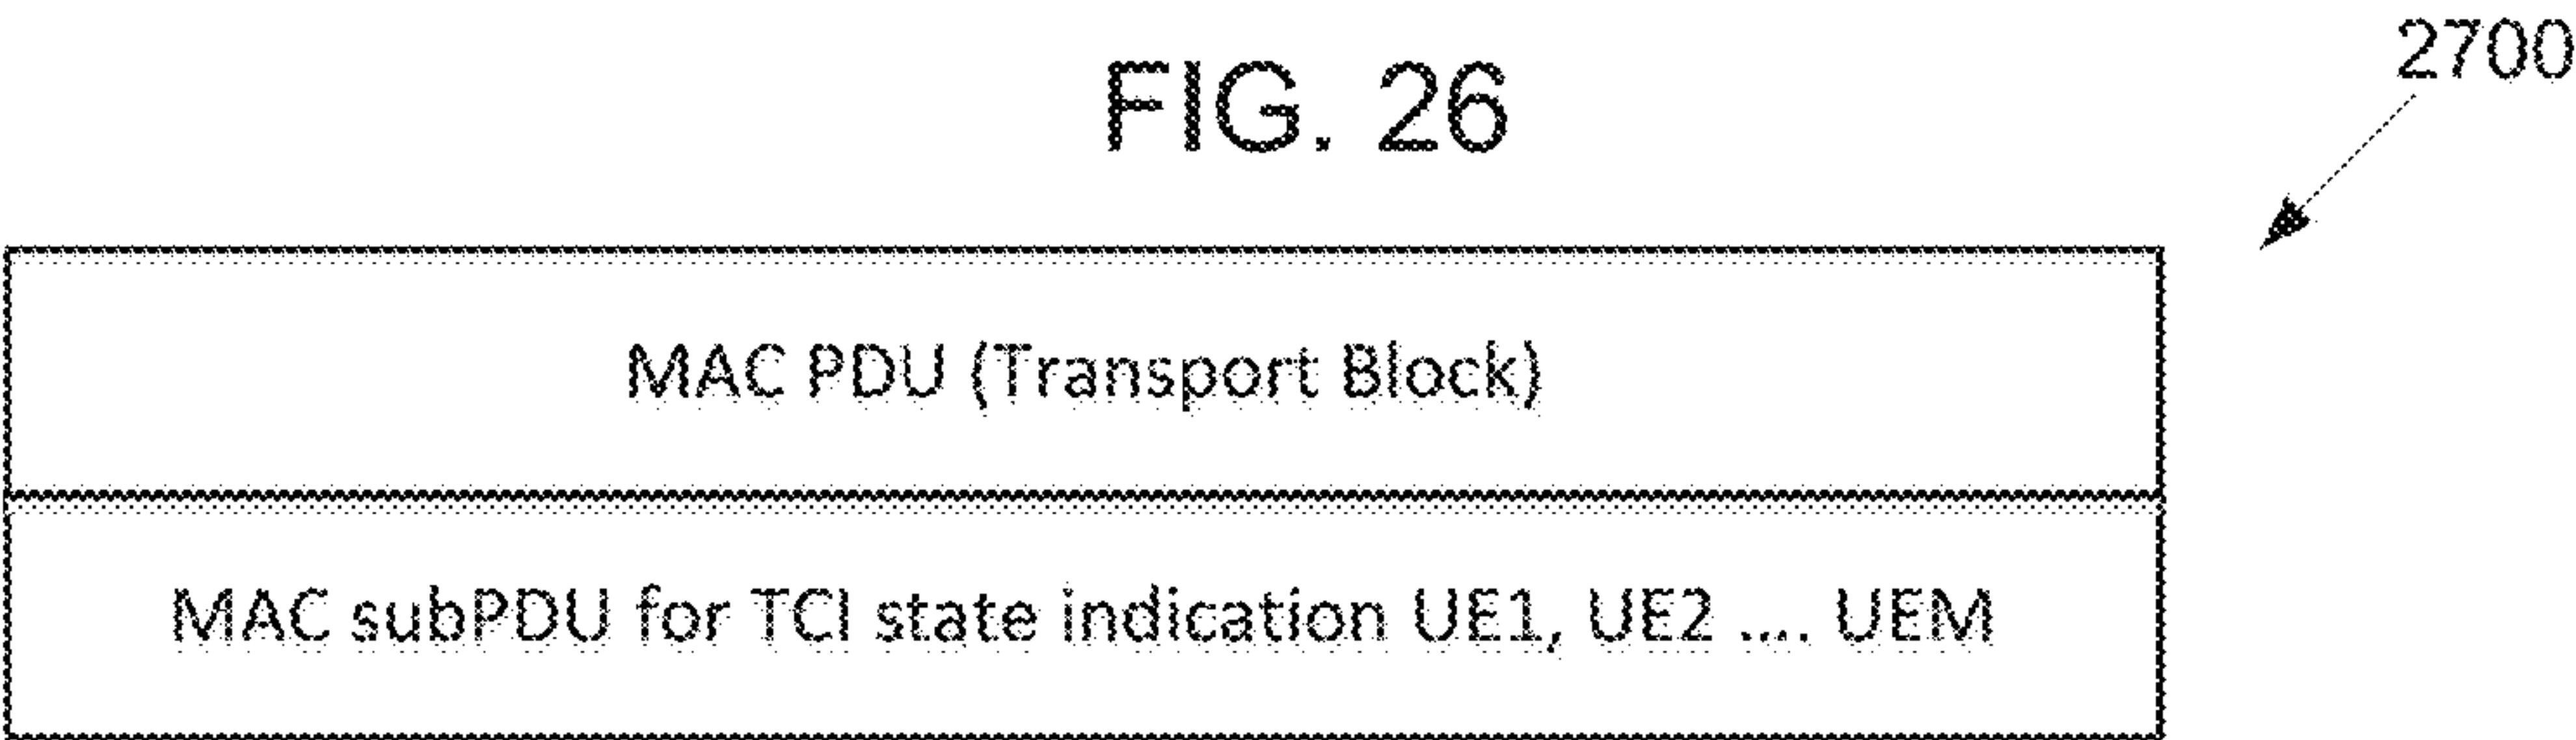 2700
FIG. 26
MAC PDU (Transport Block)
MAC subPDU for TCI state indication UE1, UE2 .... UEM